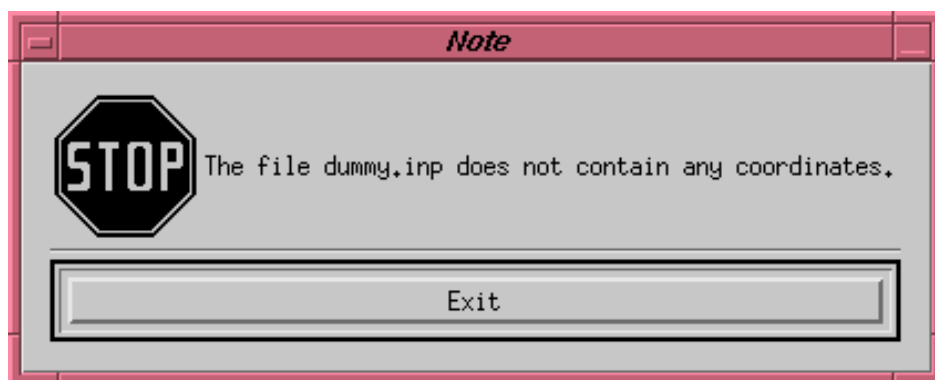 Note
STOP
The file dummy.inp does not contain any coordinates.
Exit